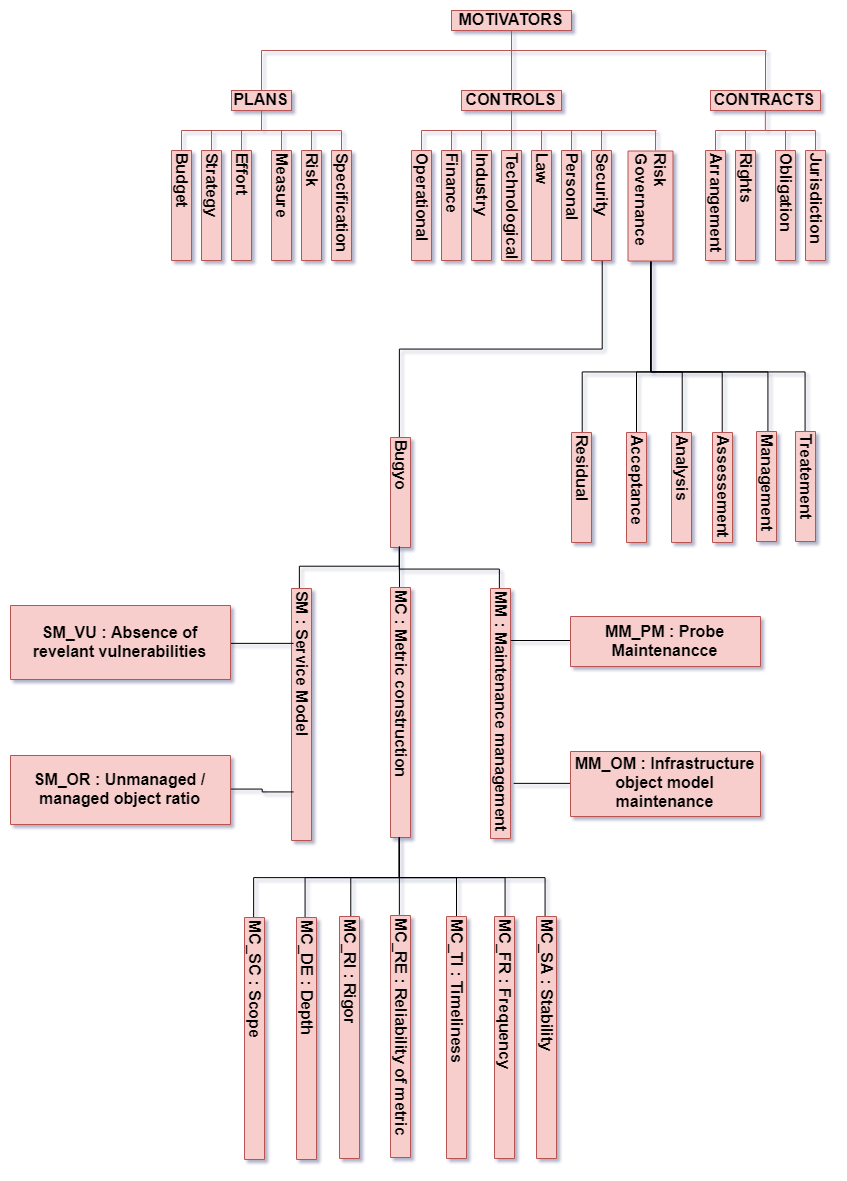 MOTIVATORS
PLANS
CONTROLS
CONTRACTS
Budget
Strategy
Effort
Measure
Risk
Specification
Operational
Finance
Industry
Technological
Law
Personal
Security
Risk
Governance
Arrangement
Rights
Obligation
Jurisdiction
Bugyo
Residual
Acceptance
Analysis
Assessement
Management
Treatement
SM_VU : Absence of
revelant vulnerabilities
SM_OR : Unmanaged /
managed object ratio
SM : Service Model
MC : Metric construction
MM : Maintenance management
MM_PM : Probe
Maintenancce
MM_OM : Infrastructure
object model
maintenance
MC_SC : Scope
MC_DE : Depth
MC_RI : Rigor
MC_RE : Reliability of metric
MC_TI : Timeliness
MC_FR : Frequency
MC_SA : Stability